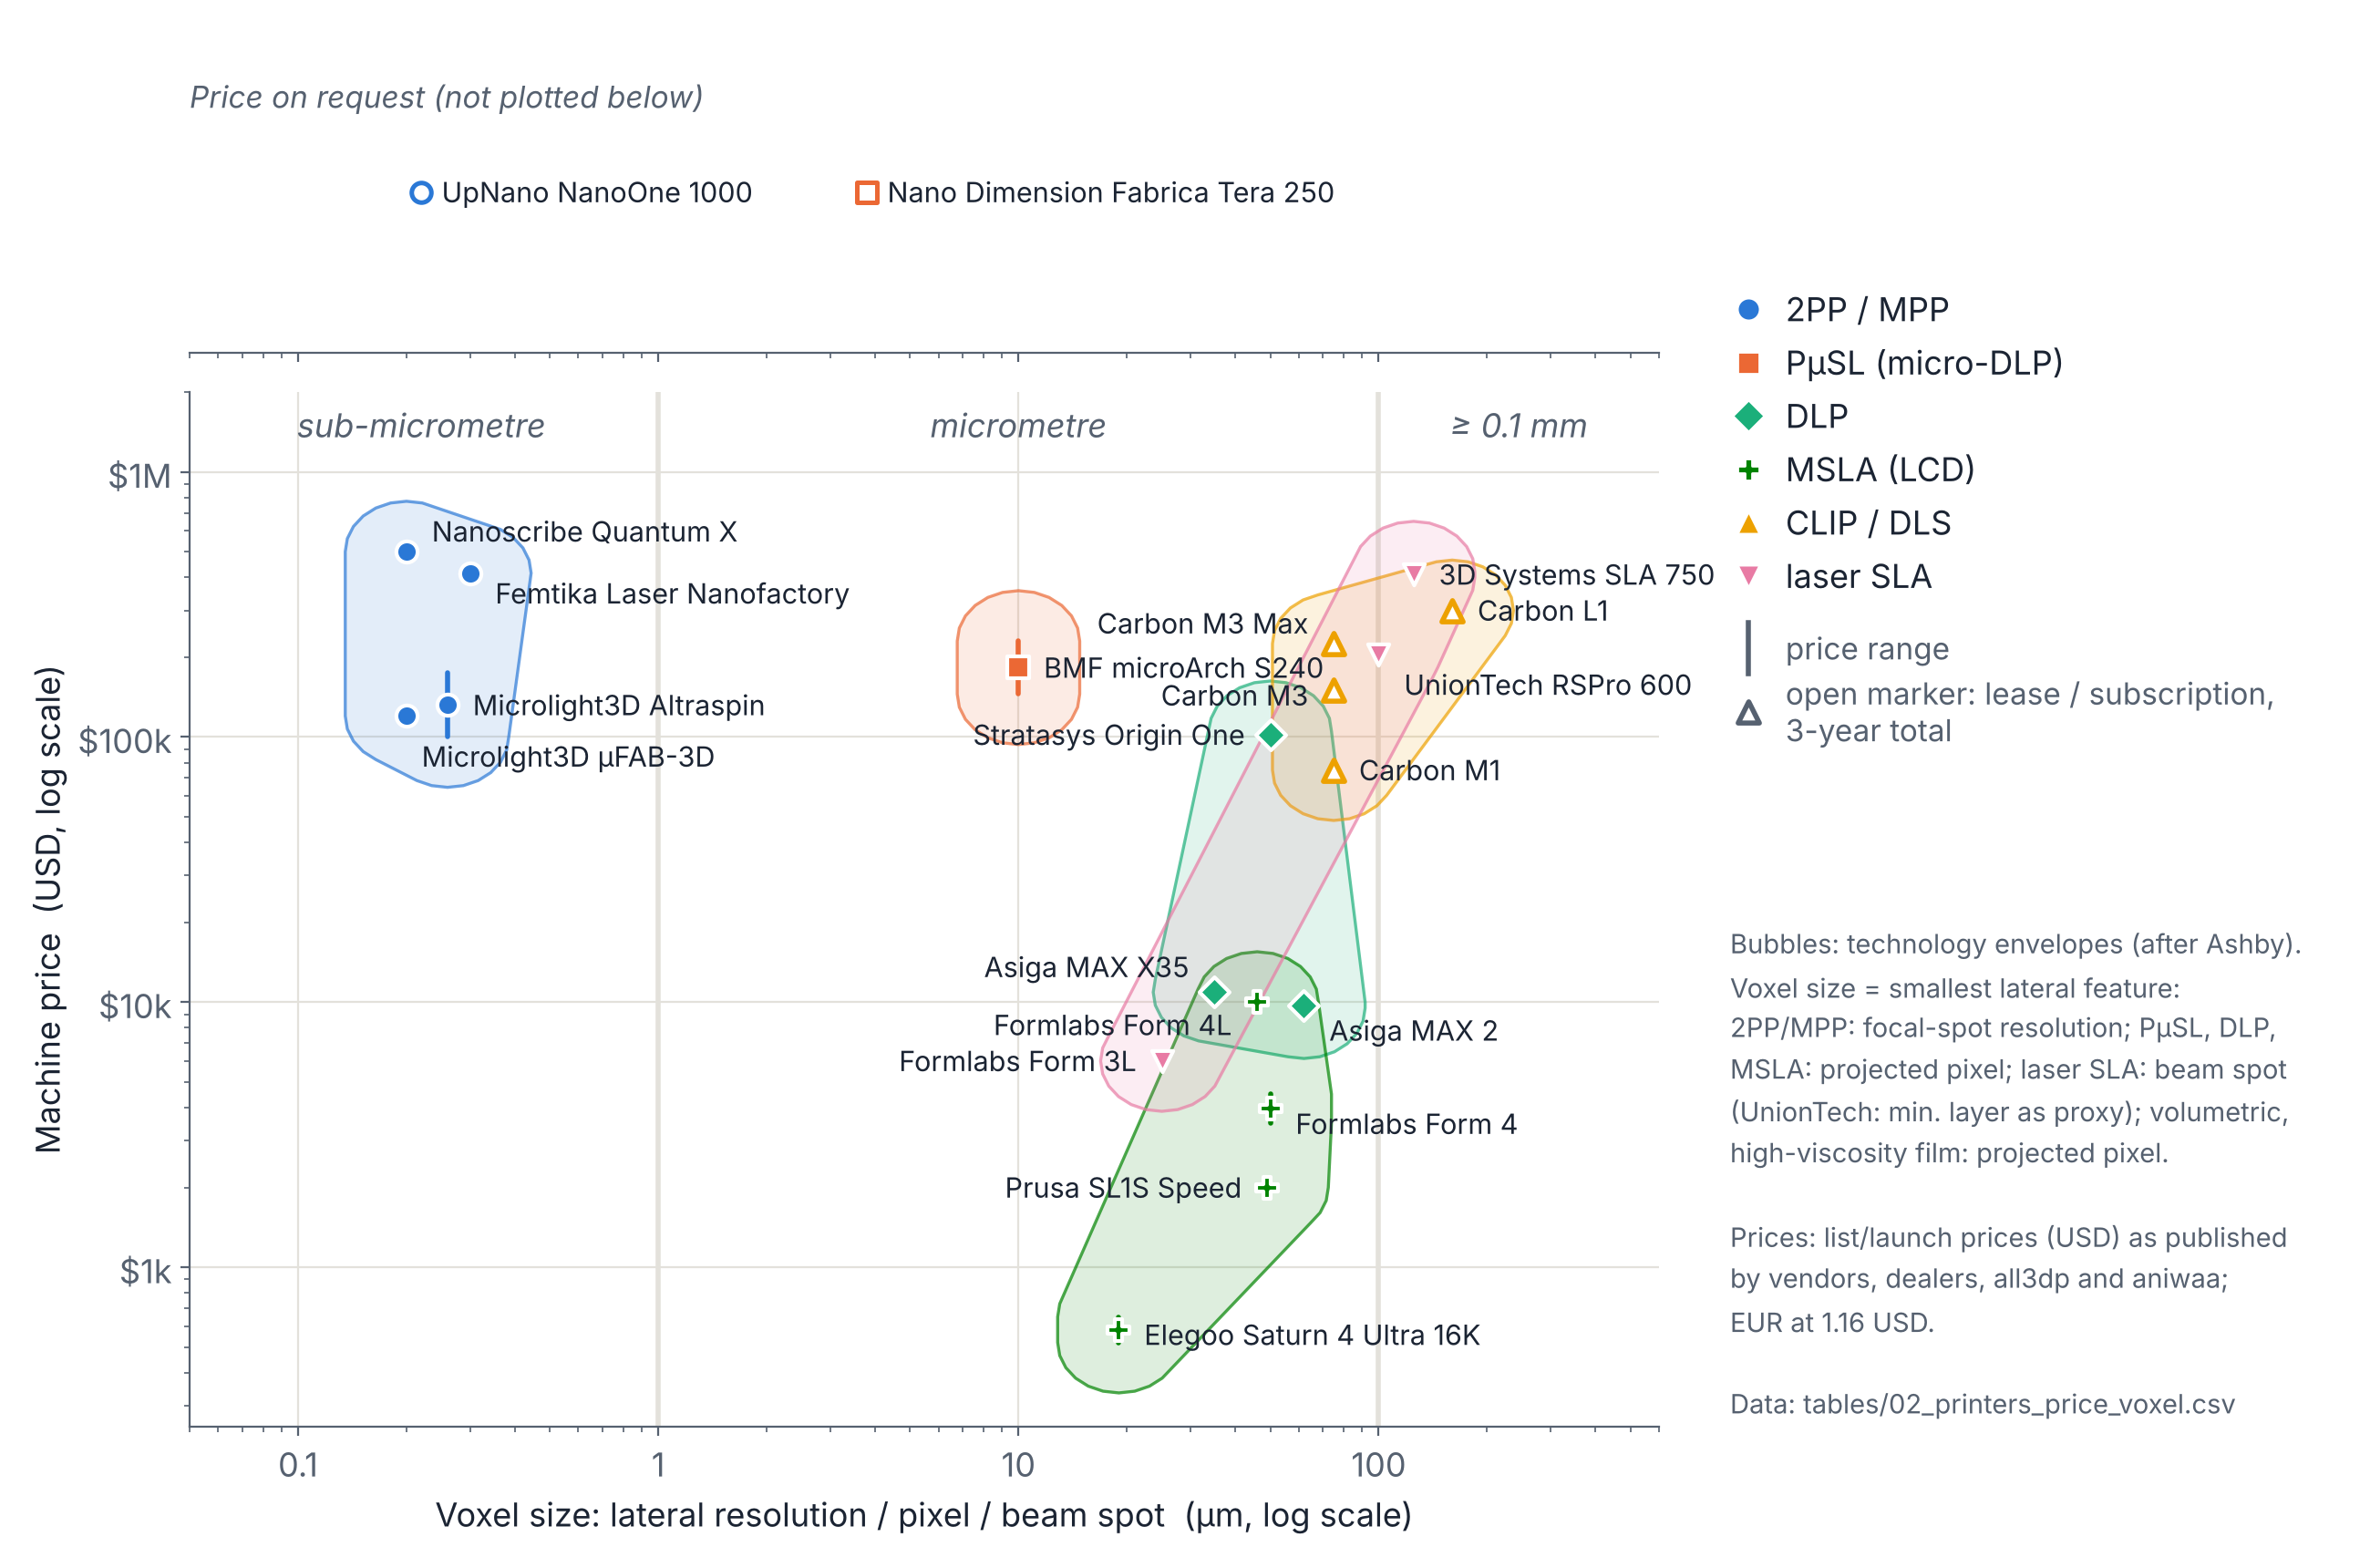 Price on request (not plotted below)
UpNano NanoOne 1000
Nano Dimension Fabrica Tera 250
2PP / MPP
PµSL (micro-DLP)
DLP
MSLA (LCD)
CLIP / DLS
laser SLA
price range
open marker: lease / subscription,
3-year total
sub-micrometre
micrometre
≥ 0.1 mm
$1M
$100k
$10k
$1k
Machine price (USD, log scale)
Nanoscribe Quantum X
Femtika Laser Nanofactory
Microlight3D Altraspin
Microlight3D µFAB-3D
3D Systems SLA 750
Carbon L1
Carbon M3 Max
BMF microArch S240
UnionTech RSPro 600
Carbon M3
Stratasys Origin One
Carbon M1
Asiga MAX X35
Formlabs Form 4L
Asiga MAX 2
Formlabs Form 3L
Formlabs Form 4
Prusa SL1S Speed
Elegoo Saturn 4 Ultra 16K
0.1
1
10
100
Voxel size: lateral resolution / pixel / beam spot (µm, log scale)
Bubbles: technology envelopes (after Ashby).
Voxel size = smallest lateral feature:
2PP/MPP: focal-spot resolution; PµSL, DLP,
MSLA: projected pixel; laser SLA: beam spot
(UnionTech: min. layer as proxy); volumetric,
high-viscosity film: projected pixel.
Prices: list/launch prices (USD) as published
by vendors, dealers, all3dp and aniwaa;
EUR at 1.16 USD.
Data: tables/02_printers_price_voxel.csv